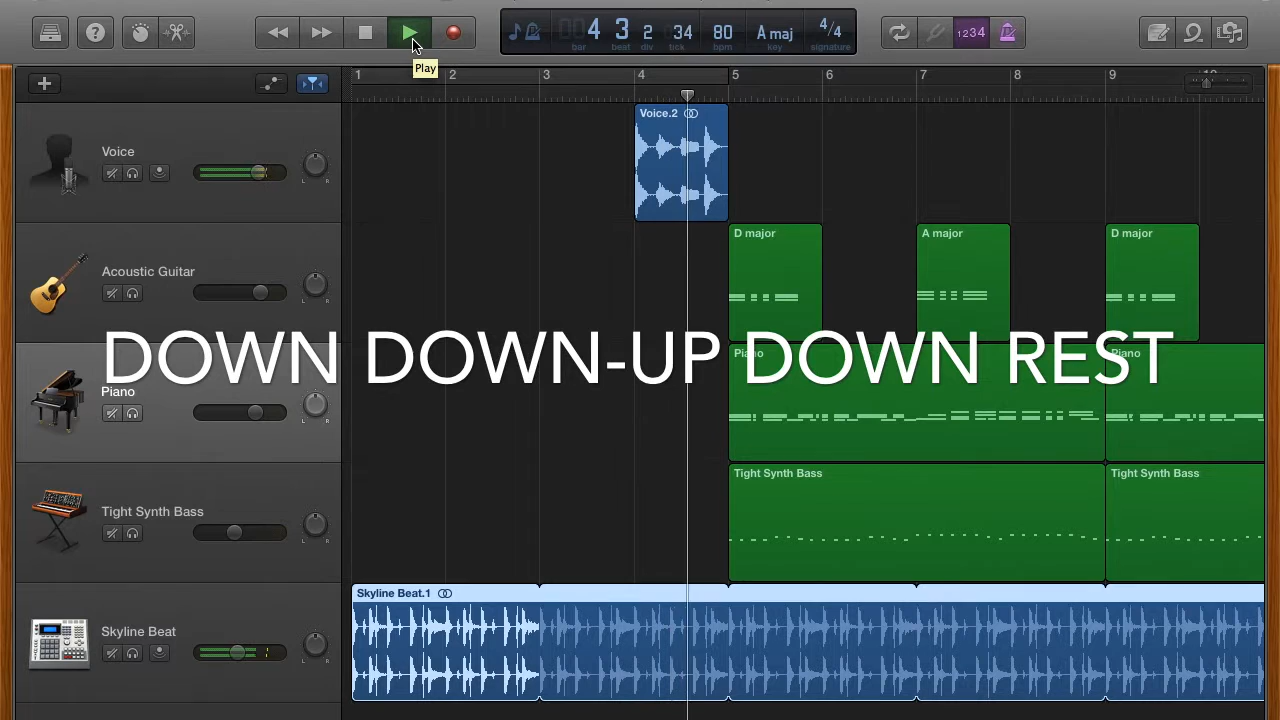 ?
1234
00 4 3 2 34 80 A maj 4/4
bar beat div tick bpm key signature
Play
1 2 3 4 5 6 7 8 9 10
Voice
L R
Voice.2
Acoustic Guitar
L R
D major
A major
D major
DOWN DOWN-UP DOWN REST
Piano
L R
Piano
Piano
Tight Synth Bass
L R
Tight Synth Bass
Tight Synth Bass
Skyline Beat
L R
Skyline Beat.1